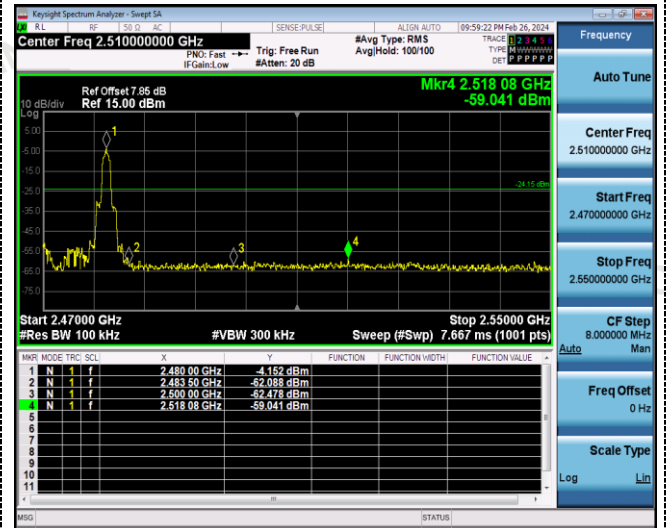 Keysight Spectrum Analyzer - Swept SA
RL RF 50 Ω AC SENSE:PULSE ALIGN AUTO 09:59:22 PM Feb 26, 2024
Center Freq 2.510000000 GHz
PNO: Fast
IFGain:Low
Trig: Free Run
#Atten: 20 dB
#Avg Type: RMS
Avg|Hold: 100/100
TRACE 1 2 3 4 5 6
TYPE M WWWWW
DET P P P P P P
Frequency
Auto Tune
Center Freq
2.510000000 GHz
Start Freq
2.470000000 GHz
Stop Freq
2.550000000 GHz
CF Step
8.000000 MHz
Auto Man
Freq Offset
0 Hz
Scale Type
Log Lin
Mkr4 2.518 08 GHz
-59.041 dBm
Ref Offset 7.85 dB
10 dB/div Ref 15.00 dBm
Log
5.00
-5.00
-15.0
-25.0
-35.0
-45.0
-55.0
-65.0
-75.0
1
2
3
4
-24.15 dBm
Start 2.47000 GHz Stop 2.55000 GHz
#Res BW 100 kHz #VBW 300 kHz Sweep (#Swp) 7.667 ms (1001 pts)
MKR MODE TRC SCL X Y FUNCTION FUNCTION WIDTH FUNCTION VALUE
1 N 1 f 2.480 00 GHz -4.152 dBm
2 N 1 f 2.483 50 GHz -62.088 dBm
3 N 1 f 2.500 00 GHz -62.478 dBm
4 N 1 f 2.518 08 GHz -59.041 dBm
5
6
7
8
9
10
11
MSG STATUS